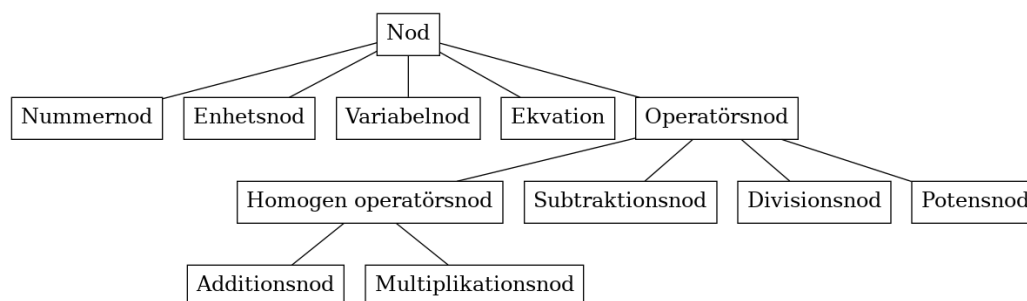 Nod
Nummernod
Enhetsnod
Variabelnod
Ekvation
Operatörsnod
Homogen operatörsnod
Subtraktionsnod
Divisionsnod
Potensnod
Additionsnod
Multiplikationsnod